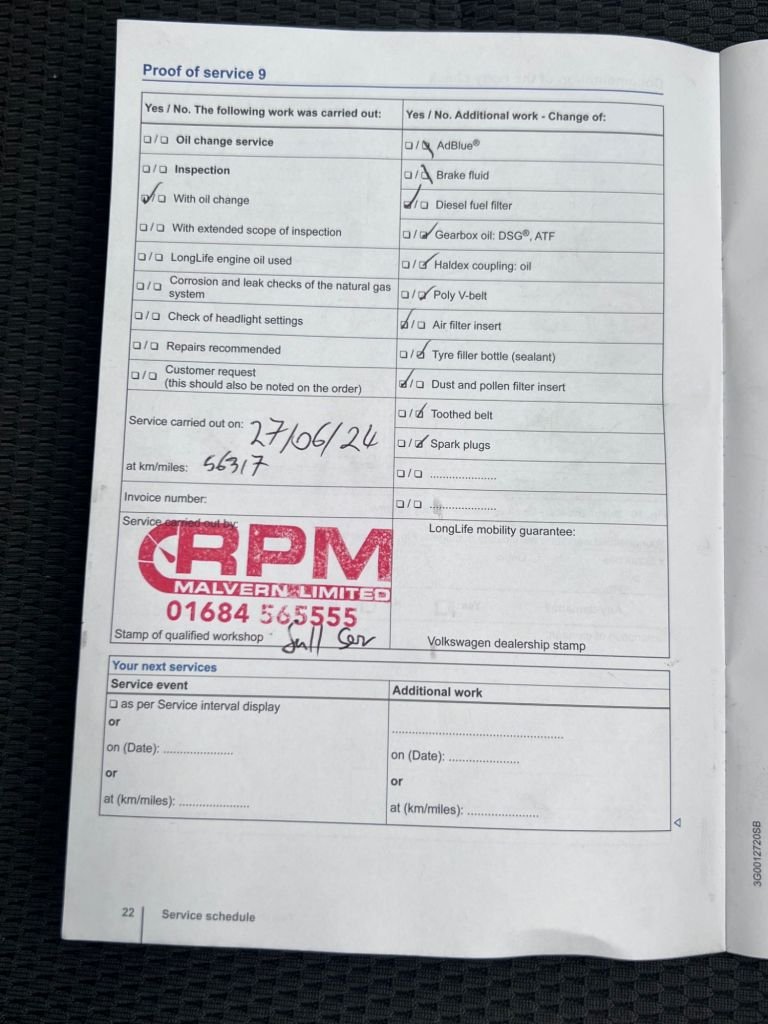 Proof of service 9
Yes / No. The following work was carried out:
❑/❑ Oil change service
❑/❑ Inspection
☑/❑ With oil change
❑/❑ With extended scope of inspection
❑/❑ LongLife engine oil used
❑/❑ Corrosion and leak checks of the natural gas
system
❑/❑ Check of headlight settings
❑/❑ Repairs recommended
❑/❑ Customer request
(this should also be noted on the order)
Service carried out on: 27/06/24
at km/miles: 56317
Invoice number:
Service carried out by:
RPM
MALVERN LIMITED
01684 565555
Stamp of qualified workshop
Yes / No. Additional work - Change of:
❑/☑ AdBlue®
❑/☑ Brake fluid
☑/❑ Diesel fuel filter
❑/☑ Gearbox oil: DSG®, ATF
❑/☑ Haldex coupling: oil
❑/☑ Poly V-belt
☑/❑ Air filter insert
❑/☑ Tyre filler bottle (sealant)
☑/❑ Dust and pollen filter insert
❑/☑ Toothed belt
❑/☑ Spark plugs
❑/❑ ......................
❑/❑ ......................
LongLife mobility guarantee:
Volkswagen dealership stamp
Your next services
Service event
❑ as per Service interval display
or
on (Date): ......................
or
at (km/miles): ......................
Additional work
......................................................
on (Date): ......................
or
at (km/miles): ......................
22 Service schedule
3G0012720SB